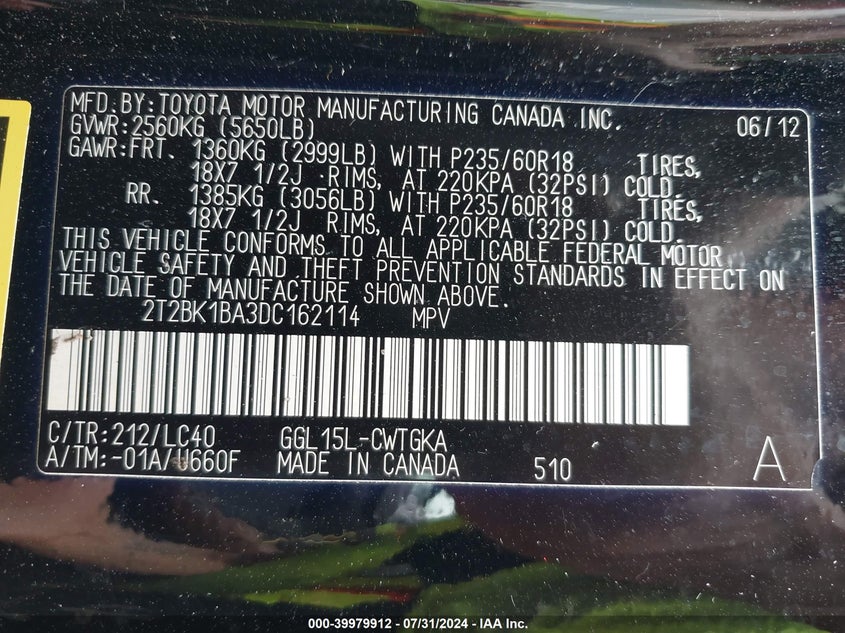 MFD.BY:TOYOTA MOTOR MANUFACTURING CANADA INC. 06/12
GVWR:2560KG (5650LB)
GAWR:FRT. 1360KG (2999LB) WITH P235/60R18 TIRES,
18X7 1/2J RIMS, AT 220KPA (32PSI) COLD.
RR. 1385KG (3056LB) WITH P235/60R18 TIRES,
18X7 1/2J RIMS, AT 220KPA (32PSI) COLD.
THIS VEHICLE CONFORMS TO ALL APPLICABLE FEDERAL MOTOR
VEHICLE SAFETY AND THEFT PREVENTION STANDARDS IN EFFECT ON
THE DATE OF MANUFACTURE SHOWN ABOVE.
2T2BK1BA3DC162114 MPV
C/TR:212/LC40 GGL15L-CWTGKA
A/TM:-01A/U660F MADE IN CANADA 510 A
000-39979912 - 07/31/2024 - IAA Inc.